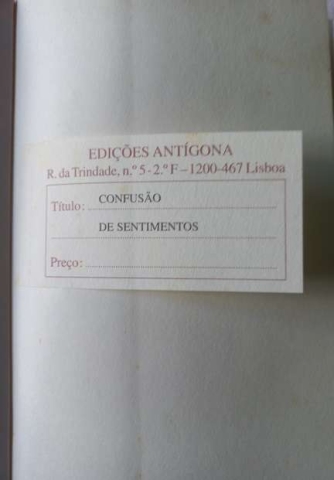 EDIÇÕES ANTÍGONA
R. da Trindade, n.º 5 - 2.º F – 1200-467 Lisboa
Título: CONFUSÃO
DE SENTIMENTOS
Preço: